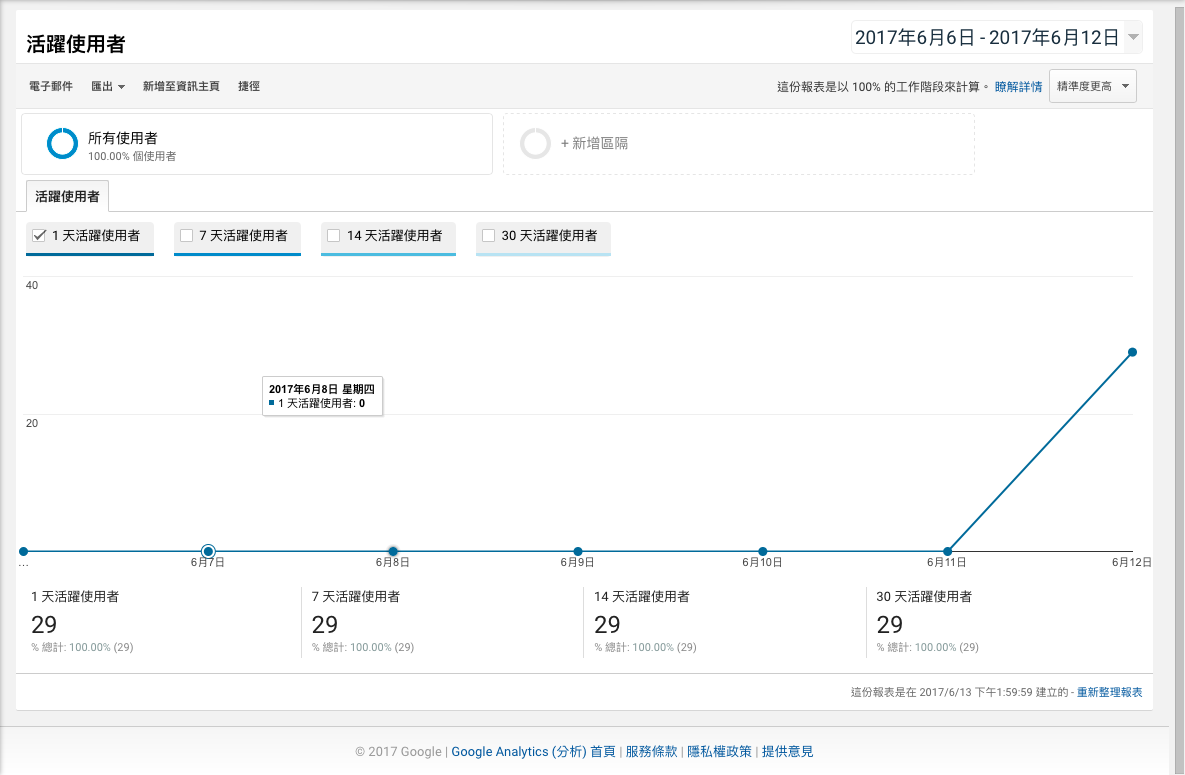 活躍使用者
2017年6月6日 - 2017年6月12日
電子郵件 匯出 新增至資訊主頁 捷徑
這份報表是以 100% 的工作階段來計算。 瞭解詳情 精準度更高
所有使用者
100.00% 個使用者
+ 新增區隔
活躍使用者
1 天活躍使用者 7 天活躍使用者 14 天活躍使用者 30 天活躍使用者
40
2017年6月8日 星期四
1 天活躍使用者: 0
20
... 6月7日 6月8日 6月9日 6月10日 6月11日 6月12日
1 天活躍使用者 7 天活躍使用者 14 天活躍使用者 30 天活躍使用者
29 29 29 29
% 總計: 100.00% (29) % 總計: 100.00% (29) % 總計: 100.00% (29) % 總計: 100.00% (29)
這份報表是在 2017/6/13 下午1:59:59 建立的 - 重新整理報表
© 2017 Google | Google Analytics (分析) 首頁 | 服務條款 | 隱私權政策 | 提供意見